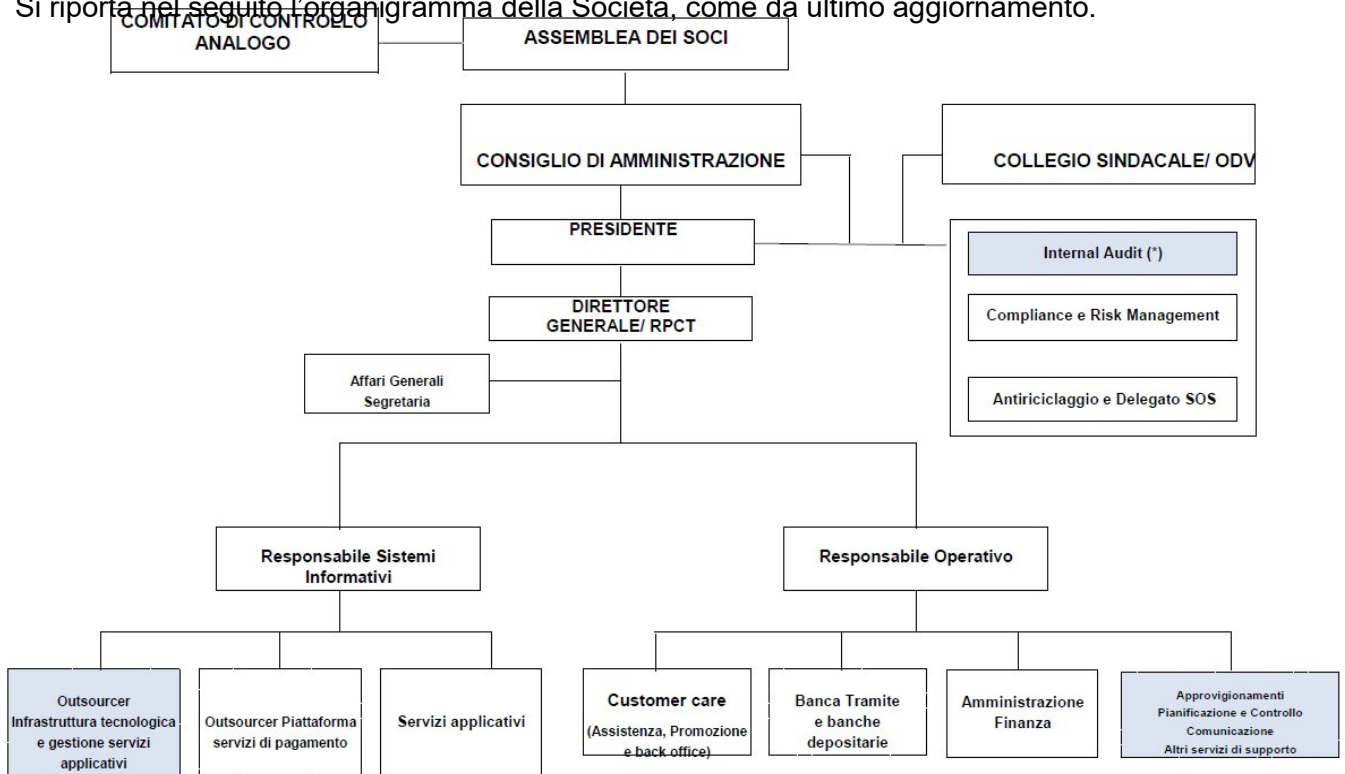 Si riporta nel seguito l'organigramma della Società, come da ultimo aggiornamento.
COMITATO DI CONTROLLO
ANALOGO
ASSEMBLEA DEI SOCI
CONSIGLIO DI AMMINISTRAZIONE
COLLEGIO SINDACALE/ ODV
PRESIDENTE
Internal Audit (*)
Compliance e Risk Management
Antiriciclaggio e Delegato SOS
DIRETTORE
GENERALE/ RPCT
Affari Generali
Segretaria
Responsabile Sistemi
Informativi
Responsabile Operativo
Outsourcer
Infrastruttura tecnologica
e gestione servizi
applicativi
Outsourcer Piattaforma
servizi di pagamento
Servizi applicativi
Customer care
(Assistenza, Promozione
e back office)
Banca Tramite
e banche
depositarie
Amministrazione
Finanza
Approvigionamenti
Pianificazione e Controllo
Comunicazione
Altri servizi di supporto